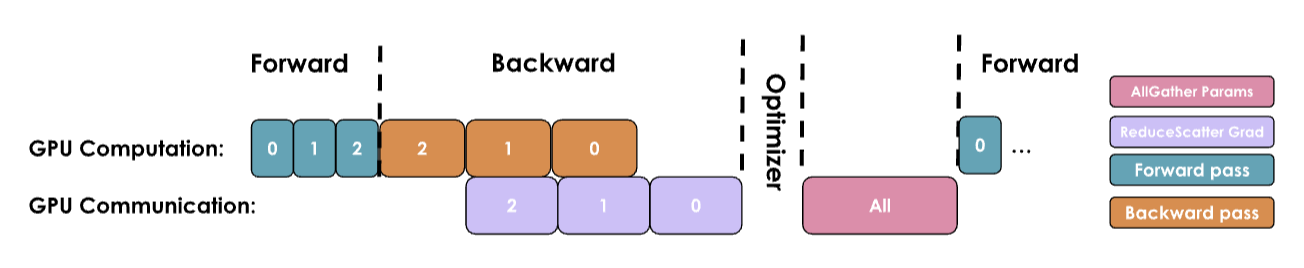 Forward Backward Optimizer Forward
GPU Computation: 0 1 2 2 1 0 0 ...
GPU Communication: 2 1 0 All
AllGather Params
ReduceScatter Grad
Forward pass
Backward pass